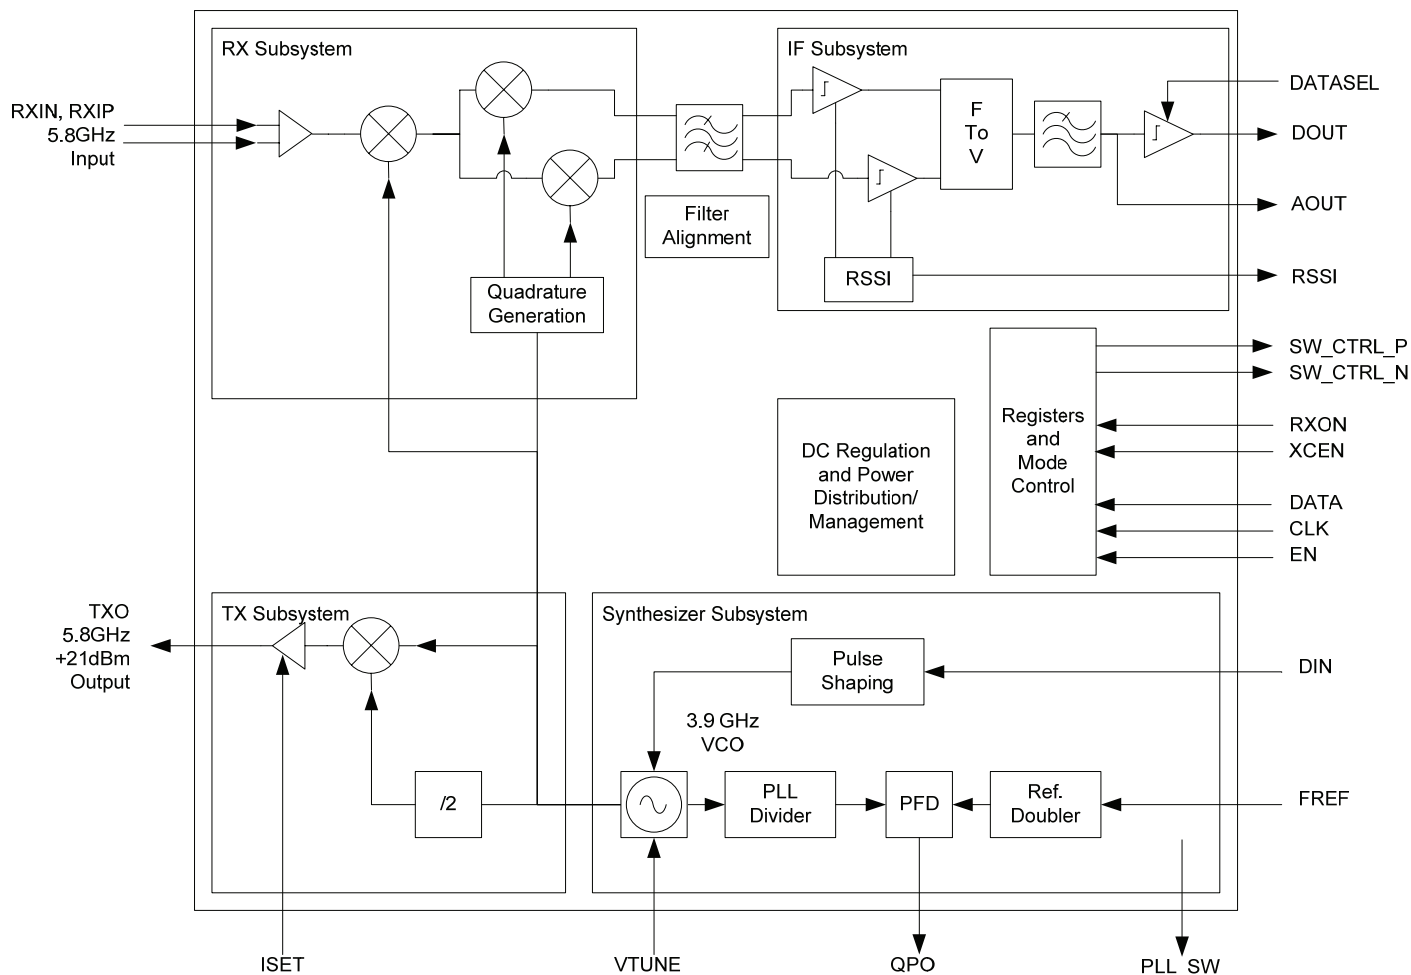 RX Subsystem
IF Subsystem
RXIN, RXIP
5.8GHz
Input
F
To
V
DATASEL
DOUT
AOUT
RSSI
Filter
Alignment
RSSI
Quadrature
Generation
SW_CTRL_P
SW_CTRL_N
Registers
and
Mode
Control
RXON
XCEN
DATA
CLK
EN
DC Regulation
and Power
Distribution/
Management
TX Subsystem
Synthesizer Subsystem
TXO
5.8GHz
+21dBm
Output
Pulse
Shaping
DIN
3.9 GHz
VCO
/2
PLL
Divider
PFD
Ref.
Doubler
FREF
ISET
VTUNE
QPO
PLL_SW